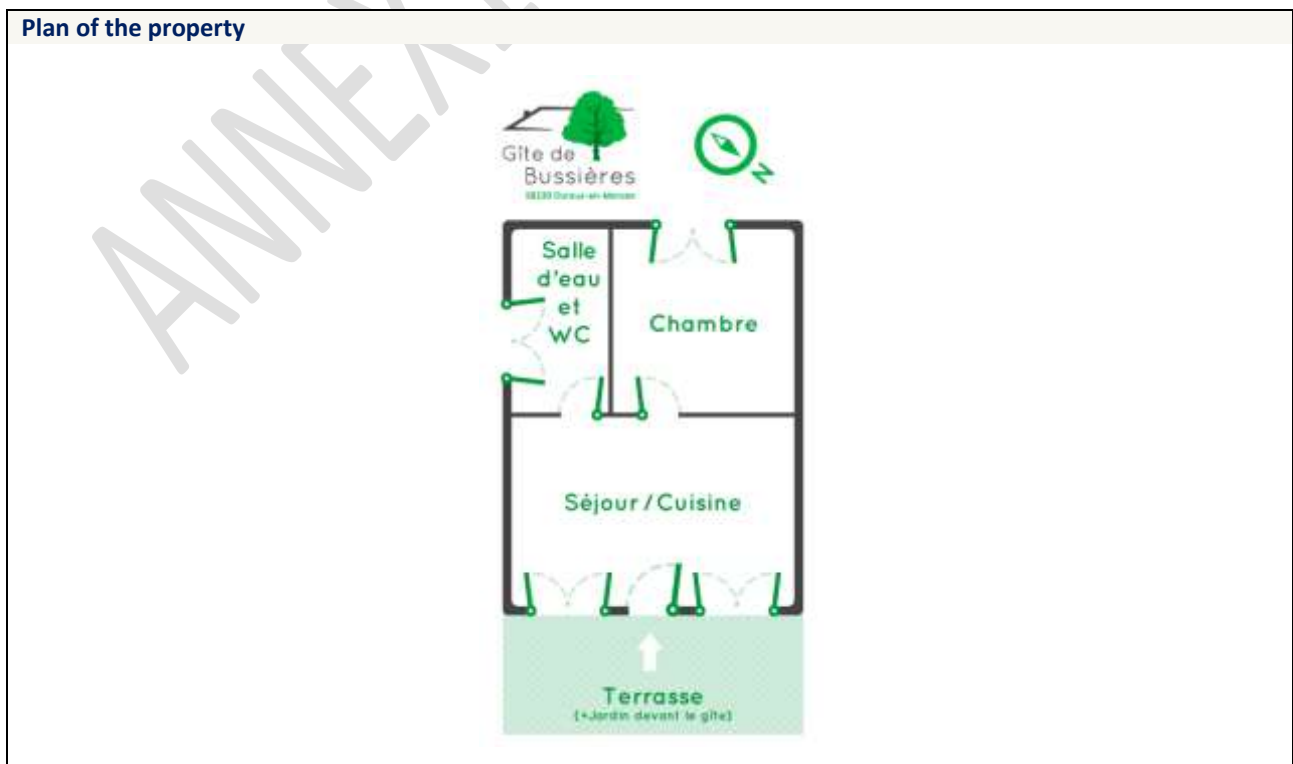 Plan of the property
ANNEX
Gîte de
Bussières
N
Salle
d'eau
et
WC
Chambre
Séjour / Cuisine
Terrasse
(+Jardin devant le gîte)